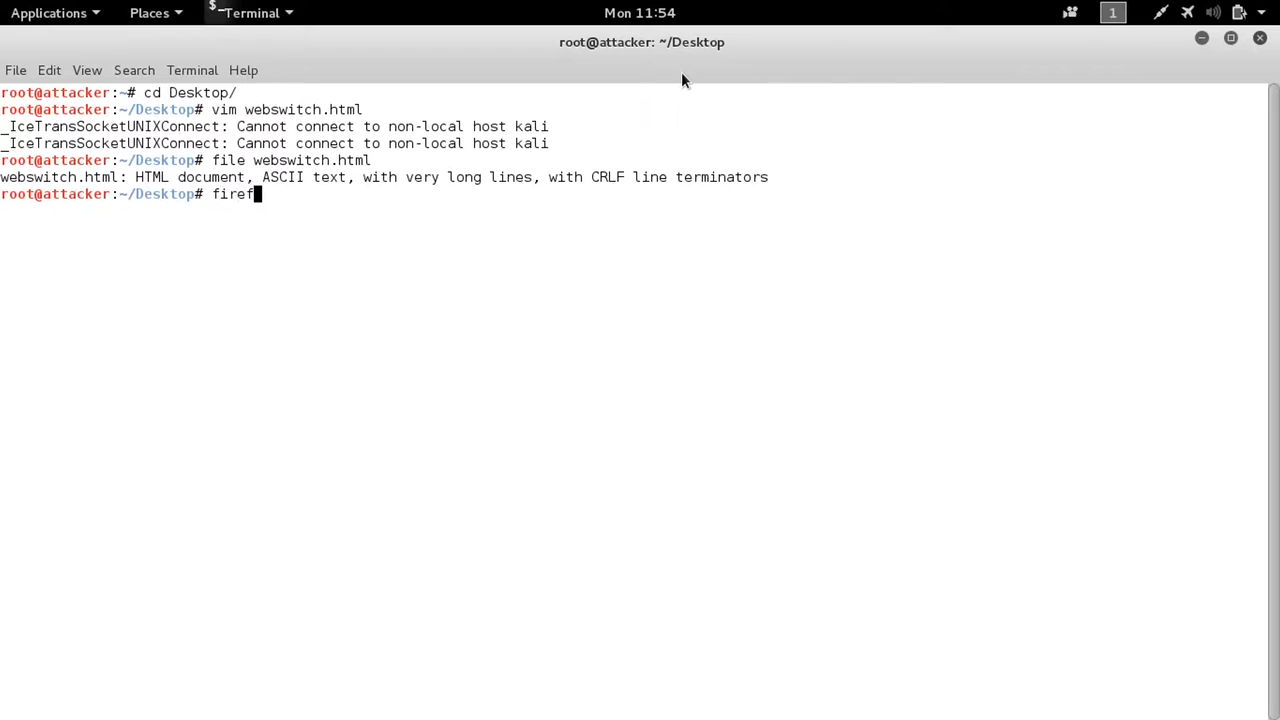 Applications Places Terminal Mon 11:54 1
root@attacker: ~/Desktop
File Edit View Search Terminal Help
root@attacker:~# cd Desktop/
root@attacker:~/Desktop# vim webswitch.html
_IceTransSocketUNIXConnect: Cannot connect to non-local host kali
_IceTransSocketUNIXConnect: Cannot connect to non-local host kali
root@attacker:~/Desktop# file webswitch.html
webswitch.html: HTML document, ASCII text, with very long lines, with CRLF line terminators
root@attacker:~/Desktop# firef